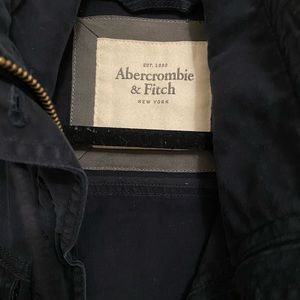 EST. 1892
Abercrombie
& Fitch
NEW YORK